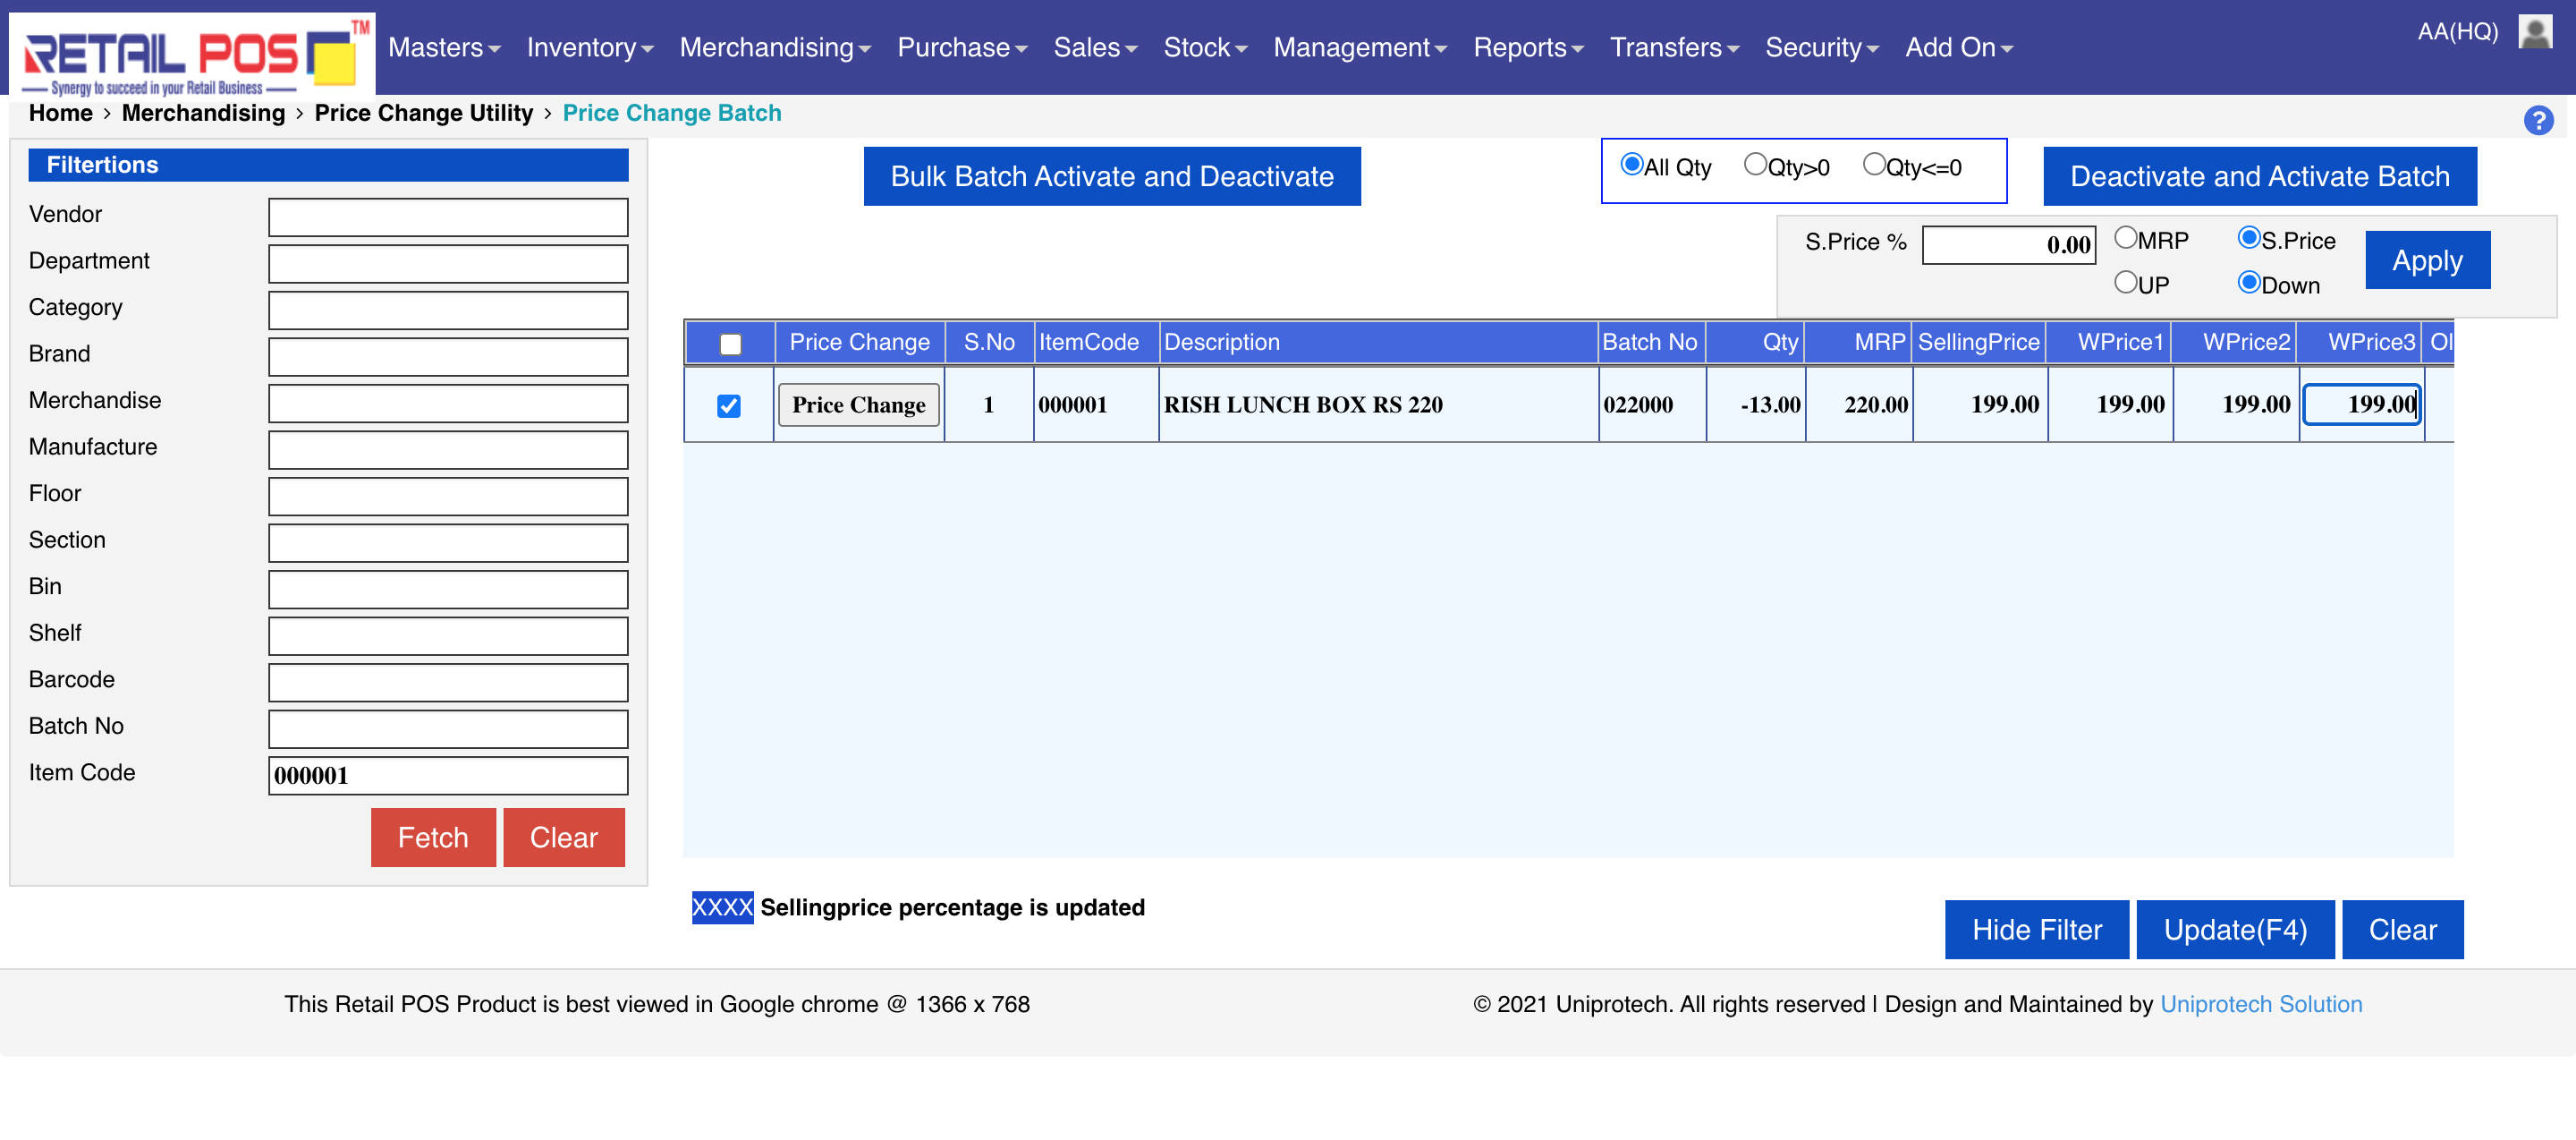 RETAIL POS TM
Synergy to succeed in your Retail Business
Masters Inventory Merchandising Purchase Sales Stock Management Reports Transfers Security Add On
AA(HQ)
Home > Merchandising > Price Change Utility > Price Change Batch
?
Filtertions
Vendor
Department
Category
Brand
Merchandise
Manufacture
Floor
Section
Bin
Shelf
Barcode
Batch No
Item Code 000001
Fetch Clear
Bulk Batch Activate and Deactivate
All Qty Qty>0 Qty<=0
Deactivate and Activate Batch
S.Price % 0.00 MRP S.Price
UP Down
Apply
Price Change S.No ItemCode Description Batch No Qty MRP SellingPrice WPrice1 WPrice2 WPrice3 Ol
Price Change 1 000001 RISH LUNCH BOX RS 220 022000 -13.00 220.00 199.00 199.00 199.00 199.00
XXXX Sellingprice percentage is updated
Hide Filter Update(F4) Clear
This Retail POS Product is best viewed in Google chrome @ 1366 x 768
© 2021 Uniprotech. All rights reserved | Design and Maintained by Uniprotech Solution